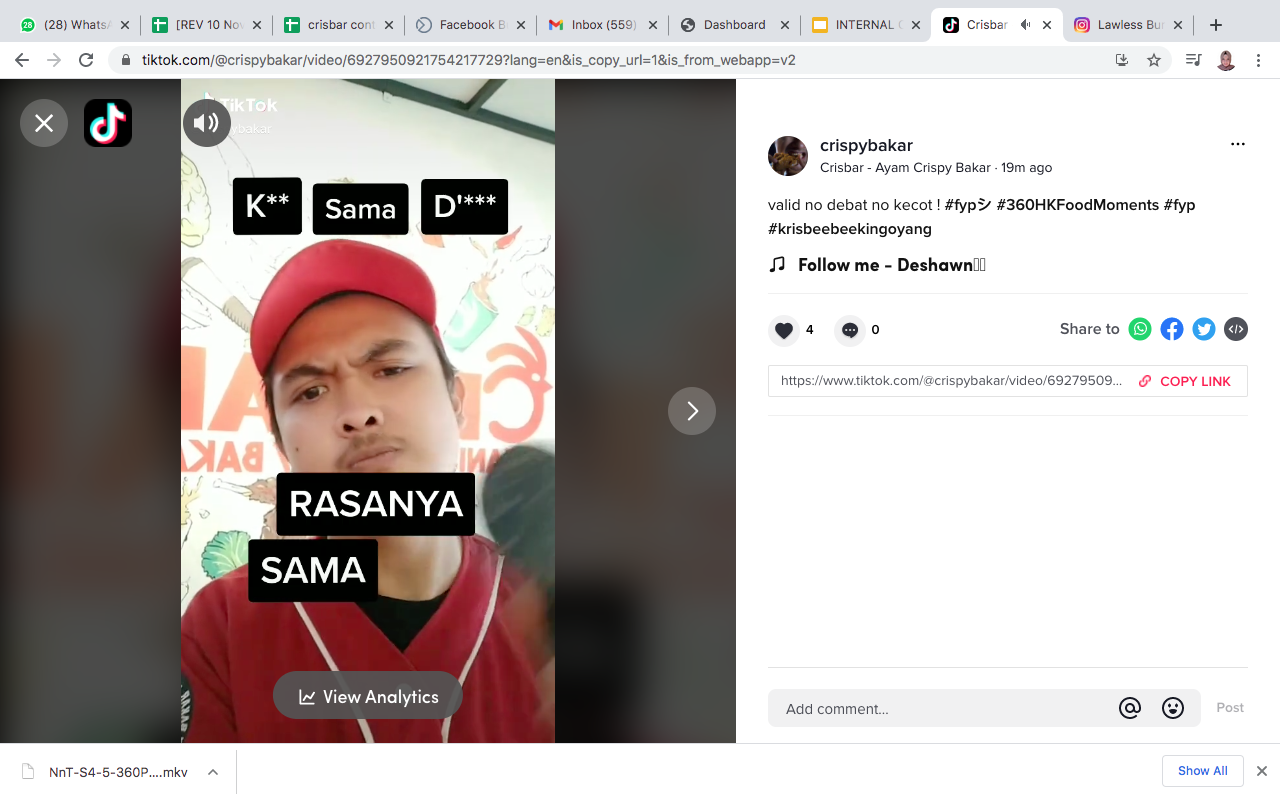 (28) WhatsA
[REV 10 Nov
crisbar cont
Facebook B
Inbox (559)
Dashboard
INTERNAL C
Crisbar
Lawless Bur
tiktok.com/@crispybakar/video/6927950921754217729?lang=en&is_copy_url=1&is_from_webapp=v2
TikTok
ybakar
K** Sama D'***
RASANYA
SAMA
View Analytics
crispybakar
Crisbar - Ayam Crispy Bakar · 19m ago
valid no debat no kecot ! #fypシ #360HKFoodMoments #fyp
#krisbeebeekingoyang
Follow me - Deshawn
4
0
Share to
https://www.tiktok.com/@crispybakar/video/69279509...
COPY LINK
Add comment...
Post
NnT-S4-5-360P....mkv
Show All